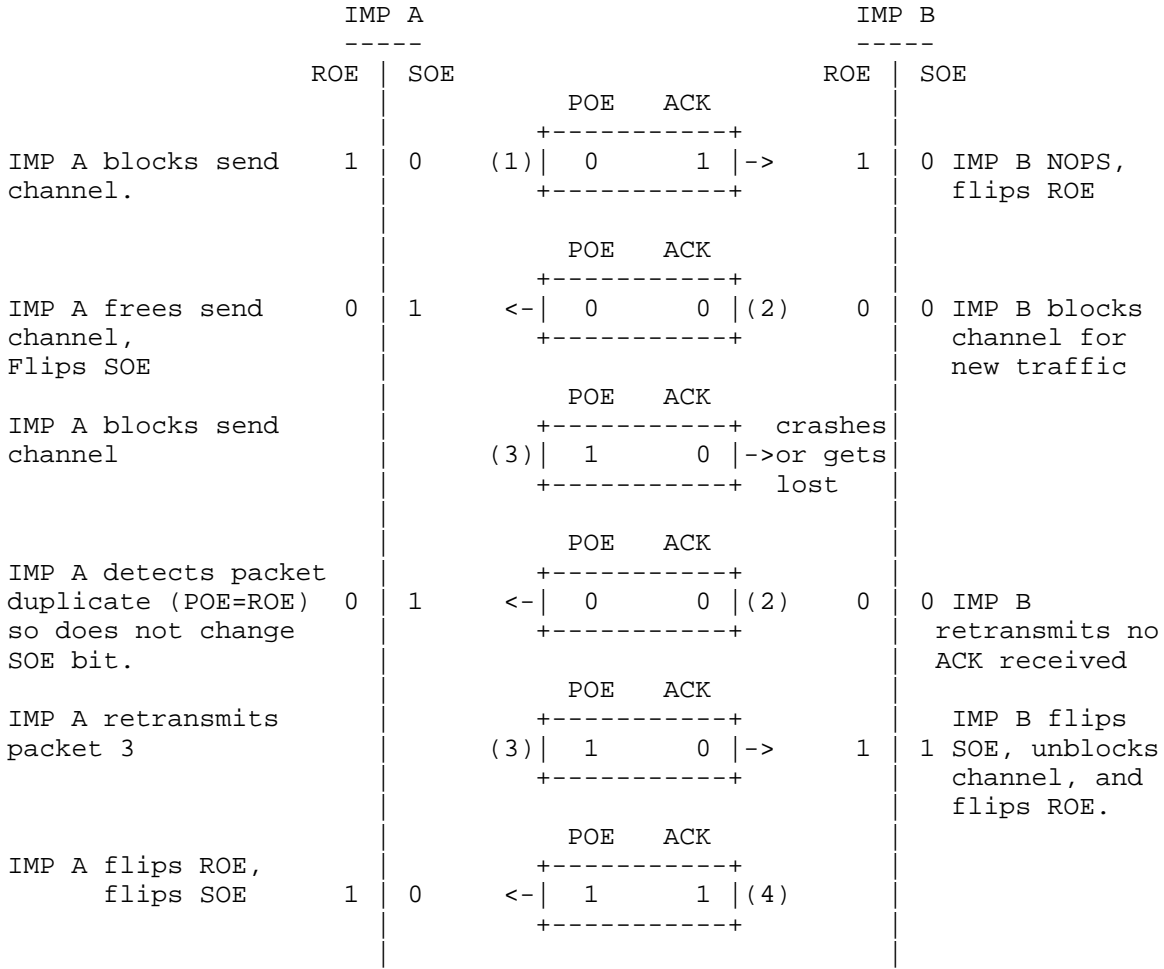 IMP A                                IMP B
-----                                -----
ROE | SOE                          ROE | SOE
POE   ACK
+-----------+
IMP A blocks send    1 | 0    (1)|  0      1 |->    1 | 0 IMP B NOPS,
channel.             |        +-----------+         |   flips ROE
POE   ACK
+-----------+
IMP A frees send     0 | 1     <-|  0      0 |(2)   0 | 0 IMP B blocks
channel,             |        +-----------+         |   channel for
Flips SOE            |                              |   new traffic
POE   ACK
IMP A blocks send    |        +-----------+  crashes|
channel              |     (3)|  1      0 |->or gets|
+-----------+  lost   |
POE   ACK
IMP A detects packet |        +-----------+         |
duplicate (POE=ROE)  0 | 1     <-|  0      0 |(2)   0 | 0 IMP B
so does not change   |        +-----------+         |  retransmits no
SOE bit.             |                              |  ACK received
POE   ACK
IMP A retransmits    |        +-----------+         |   IMP B flips
packet 3             |     (3)|  1      0 |->    1 | 1 SOE, unblocks
+-----------+         |   channel, and
|   flips ROE.
POE   ACK
IMP A flips ROE,     |        +-----------+         |
flips SOE    1 | 0     <-|  1      1 |(4)      |
+-----------+